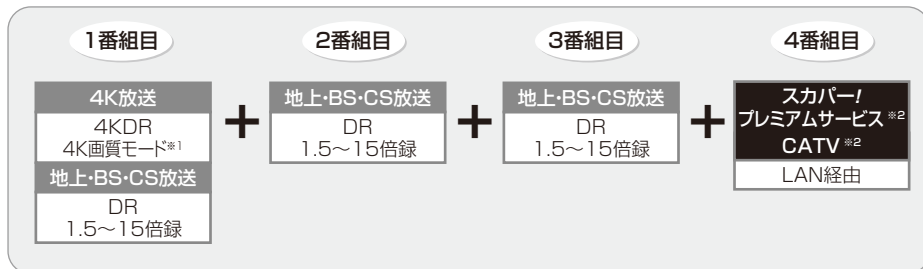 1番組目
4K放送
4KDR
4K画質モード※1
地上・BS・CS放送
DR
1.5〜15倍録
+
2番組目
地上・BS・CS放送
DR
1.5〜15倍録
+
3番組目
地上・BS・CS放送
DR
1.5〜15倍録
+
4番組目
スカパー!
プレミアムサービス※2
CATV※2
LAN経由